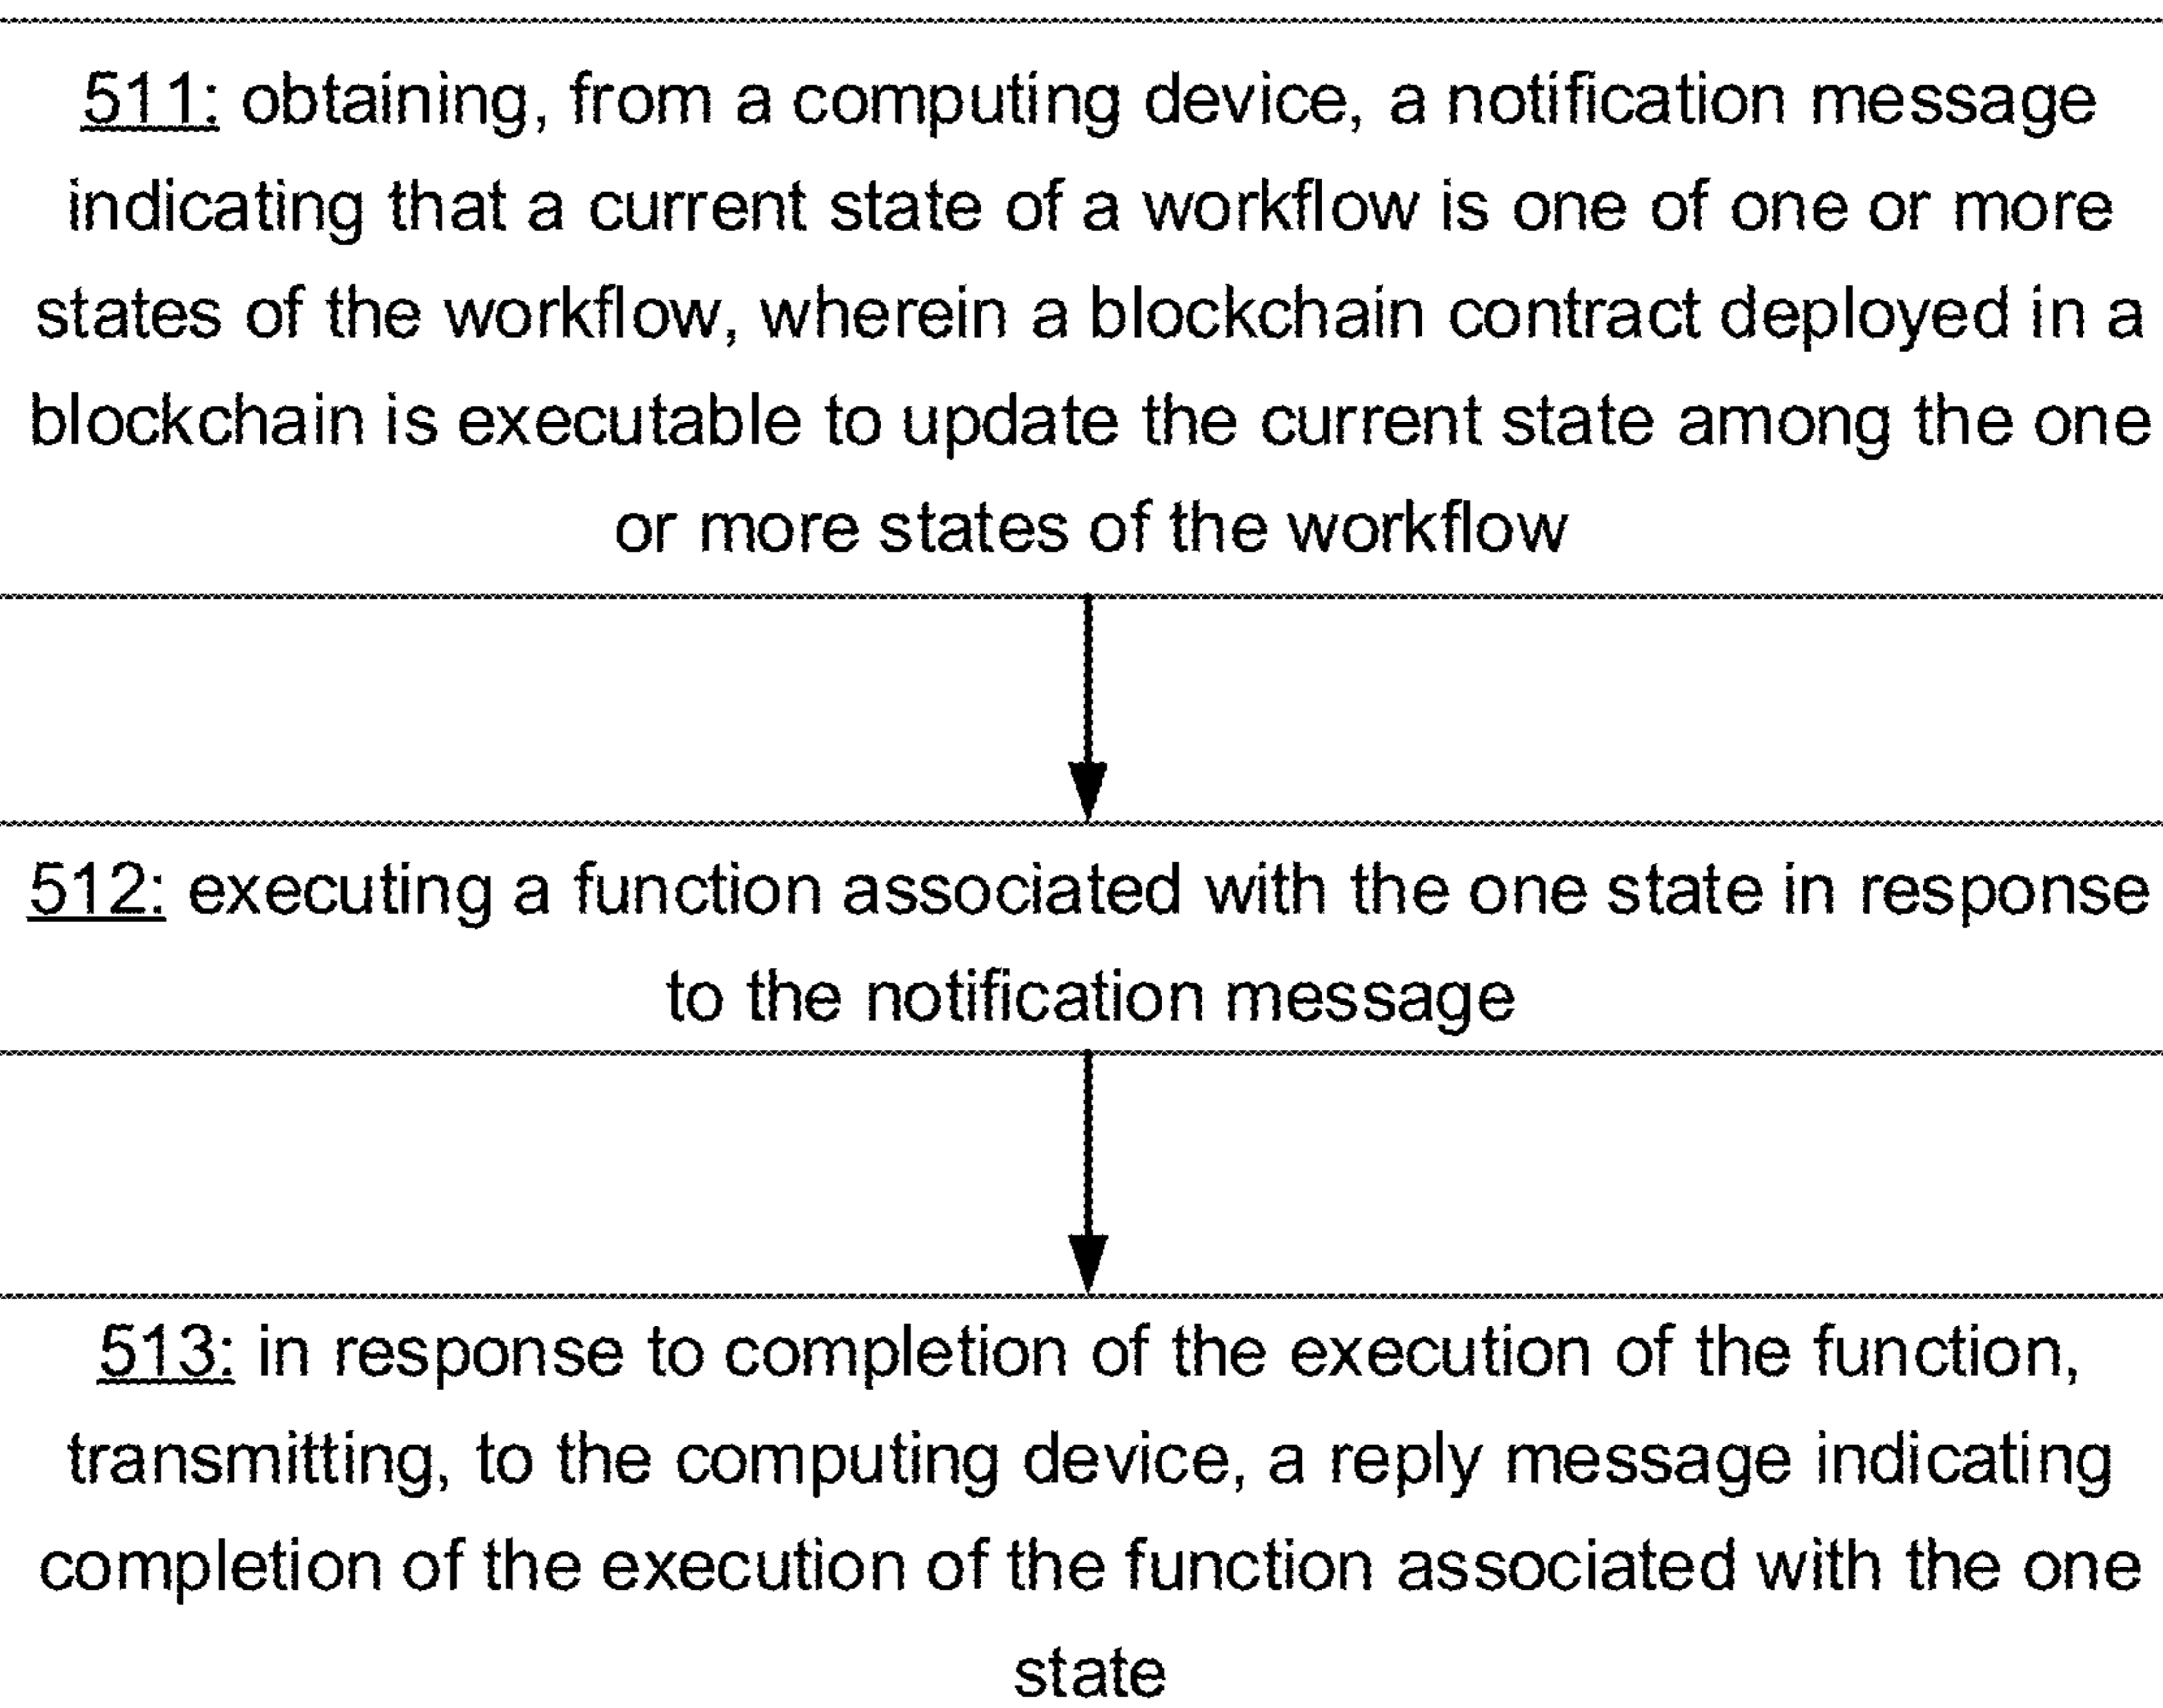 511: obtaining, from a computing device, a notification message
indicating that a current state of a workflow is one of one or more
states of the workflow, wherein a blockchain contract deployed in a
blockchain is executable to update the current state among the one
or more states of the workflow
512: executing a function associated with the one state in response
to the notification message
513: in response to completion of the execution of the function,
transmitting, to the computing device, a reply message indicating
completion of the execution of the function associated with the one
state